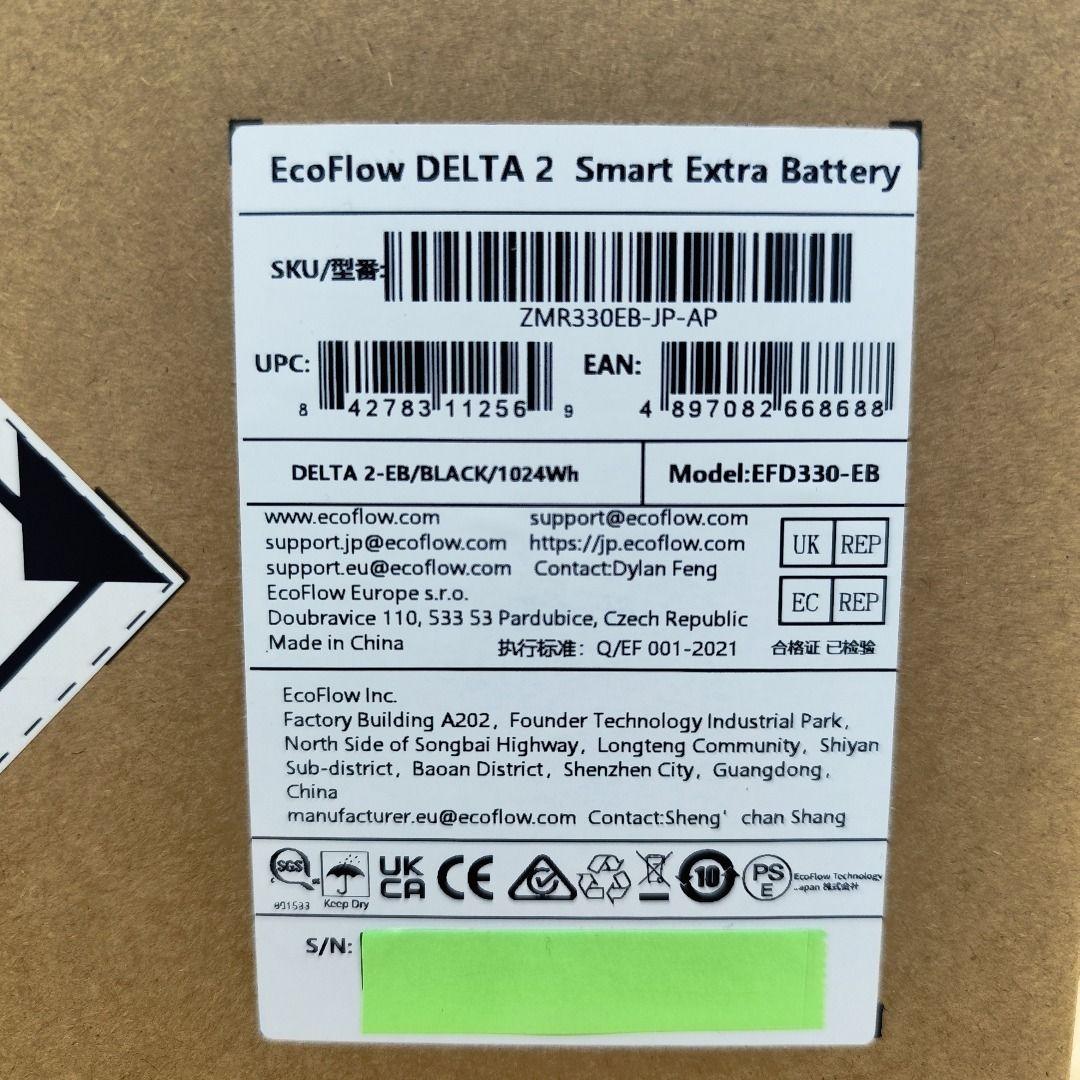 EcoFlow DELTA 2 Smart Extra Battery
SKU/型番:
ZMR330EB-JP-AP
UPC: EAN:
8 42783 11256 9 4 897082 668688
DELTA 2-EB/BLACK/1024Wh Model:EFD330-EB
www.ecoflow.com support@ecoflow.com
support.jp@ecoflow.com https://jp.ecoflow.com
support.eu@ecoflow.com Contact:Dylan Feng
EcoFlow Europe s.r.o.
Doubravice 110, 533 53 Pardubice, Czech Republic
Made in China 执行标准：Q/EF 001-2021 合格证 已检验
UK REP
EC REP
EcoFlow Inc.
Factory Building A202, Founder Technology Industrial Park,
North Side of Songbai Highway, Longteng Community, Shiyan
Sub-district, Baoan District, Shenzhen City, Guangdong,
China
manufacturer.eu@ecoflow.com Contact:Sheng' chan Shang
SGS
Keep Dry
UK
CA
CE
10
PS
E
EcoFlow Technology
株式会社
S/N: